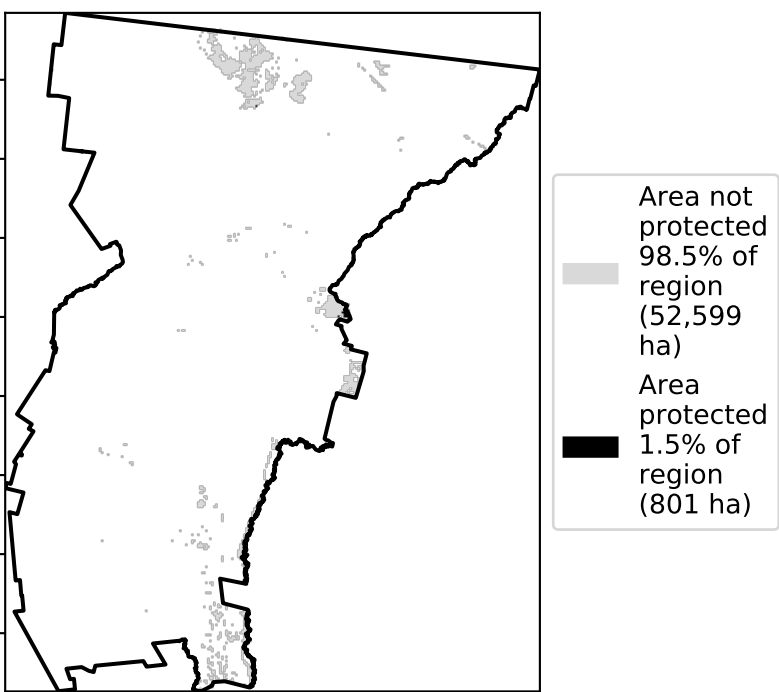 Area not
protected
98.5% of
region
(52,599
ha)
Area
protected
1.5% of
region
(801 ha)